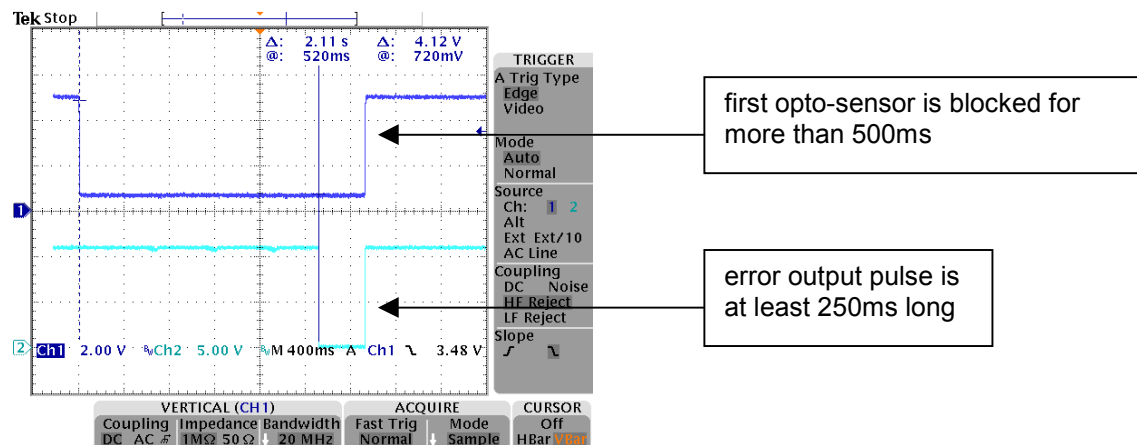 Tek Stop
Δ: 2.11 s Δ: 4.12 V
@: 520ms @: 720mV
1
2
Ch1 2.00 V Ch2 5.00 V M 400ms A Ch1 3.48 V
TRIGGER
A Trig Type
Edge
Video
Mode
Auto
Normal
Source
Ch: 1 2
Alt
Ext Ext/10
AC Line
Coupling
DC Noise
HF Reject
LF Reject
Slope
first opto-sensor is blocked for
more than 500ms
error output pulse is
at least 250ms long
VERTICAL (CH1)
Coupling Impedance Bandwidth
DC AC 1MΩ 50Ω 20 MHz
ACQUIRE
Fast Trig Mode
Normal Sample
CURSOR
Off
HBar VBar